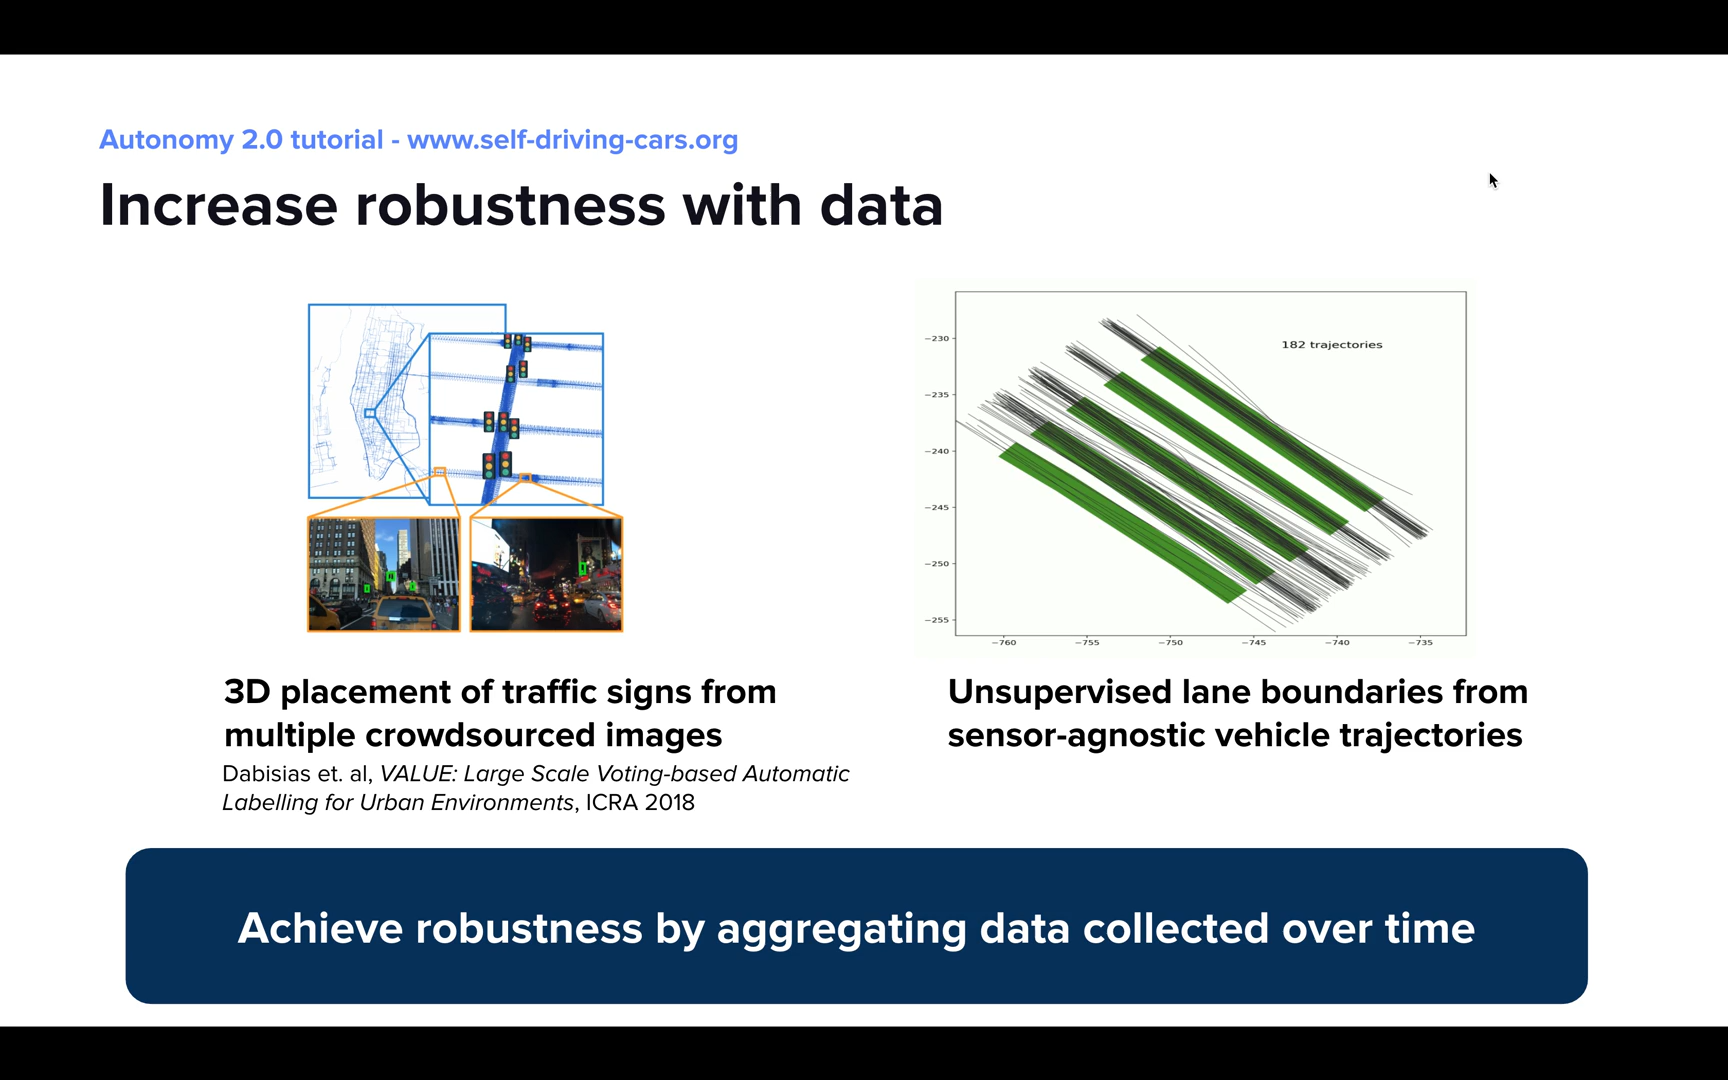 Autonomy 2.0 tutorial - www.self-driving-cars.org
Increase robustness with data
182 trajectories
−230
−235
−240
−245
−250
−255
−760
−755
−750
−745
−740
−735
3D placement of traffic signs from
multiple crowdsourced images
Dabisias et. al, VALUE: Large Scale Voting-based Automatic
Labelling for Urban Environments, ICRA 2018
Unsupervised lane boundaries from
sensor-agnostic vehicle trajectories
Achieve robustness by aggregating data collected over time